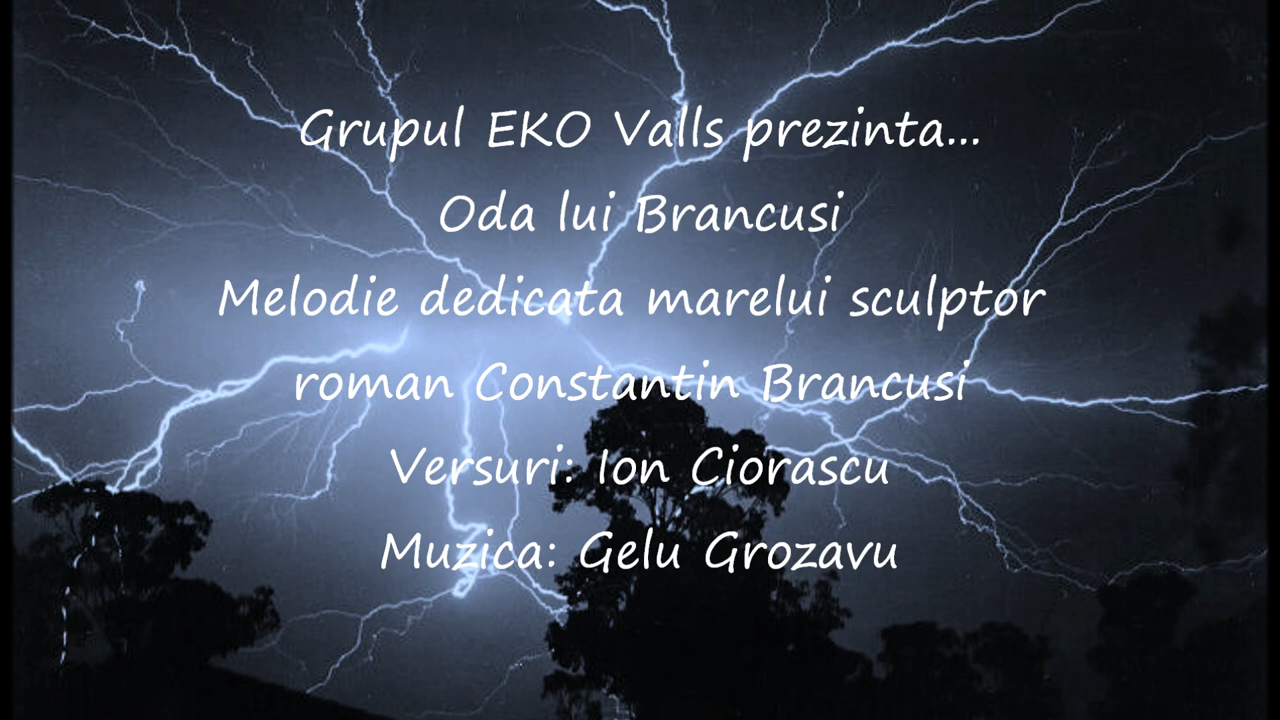 Grupul EKO Valls prezinta...
Oda lui Brancusi
Melodie dedicata marelui sculptor
roman Constantin Brancusi
Versuri: Ion Ciorascu
Muzica: Gelu Grozavu